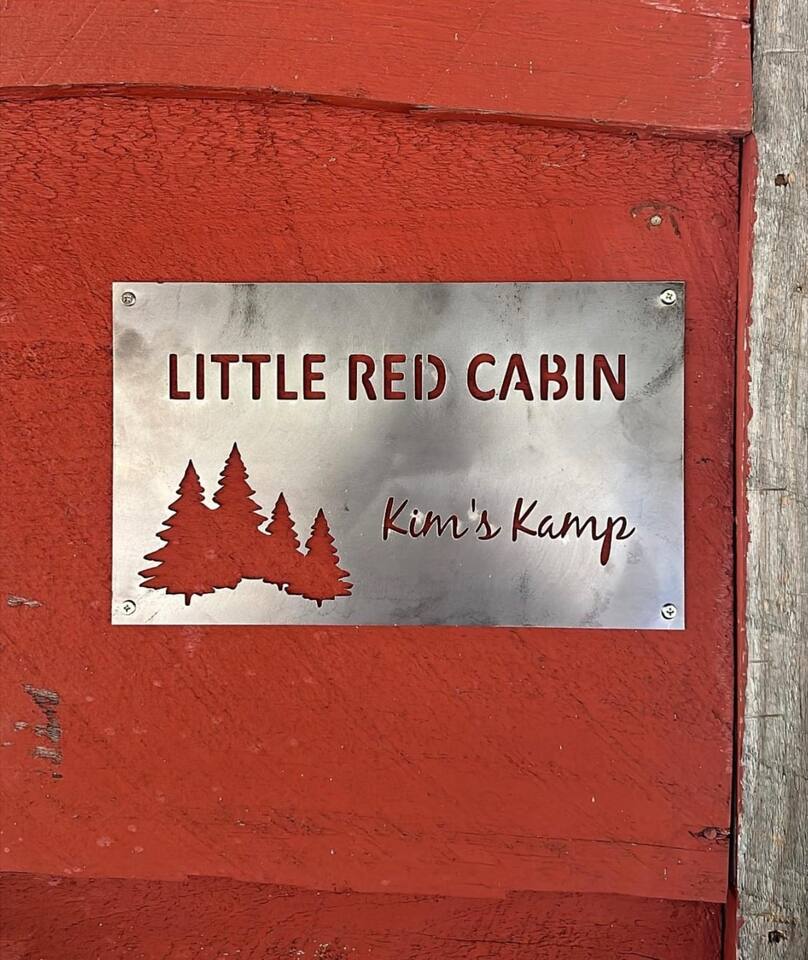 LITTLE RED CABIN
Kim's Kamp